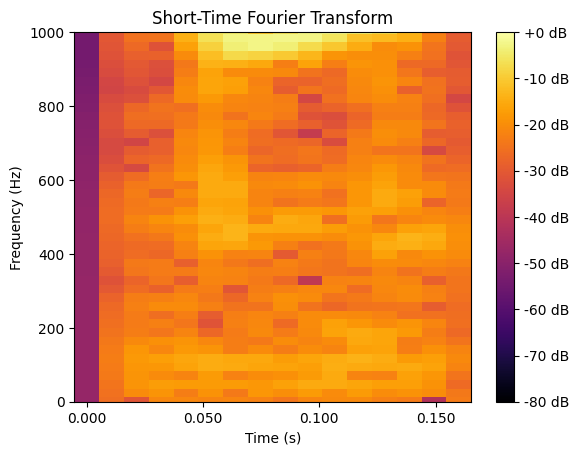 Short-Time Fourier Transform
1000
800
600
400
200
0
Frequency (Hz)
0.000
0.050
0.100
0.150
Time (s)
+0 dB
-10 dB
-20 dB
-30 dB
-40 dB
-50 dB
-60 dB
-70 dB
-80 dB